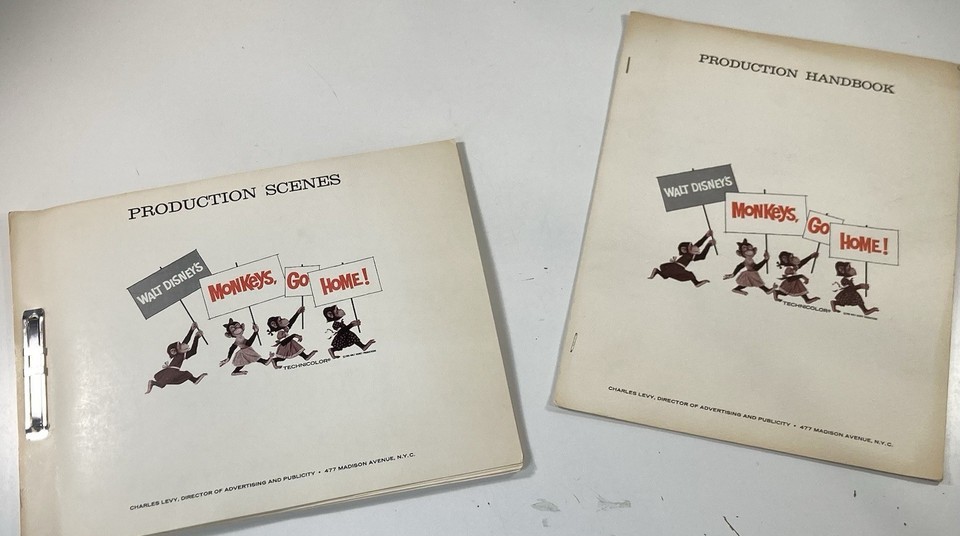 PRODUCTION SCENES
WALT DISNEY'S
MONKEYS,
GO
HOME!
TECHNICOLOR®
CHARLES LEVY, DIRECTOR OF ADVERTISING AND PUBLICITY • 477 MADISON AVENUE, N.Y.C.
PRODUCTION HANDBOOK
WALT DISNEY'S
MONKEYS,
GO
HOME!
TECHNICOLOR®
CHARLES LEVY, DIRECTOR OF ADVERTISING AND PUBLICITY • 477 MADISON AVENUE, N.Y.C.